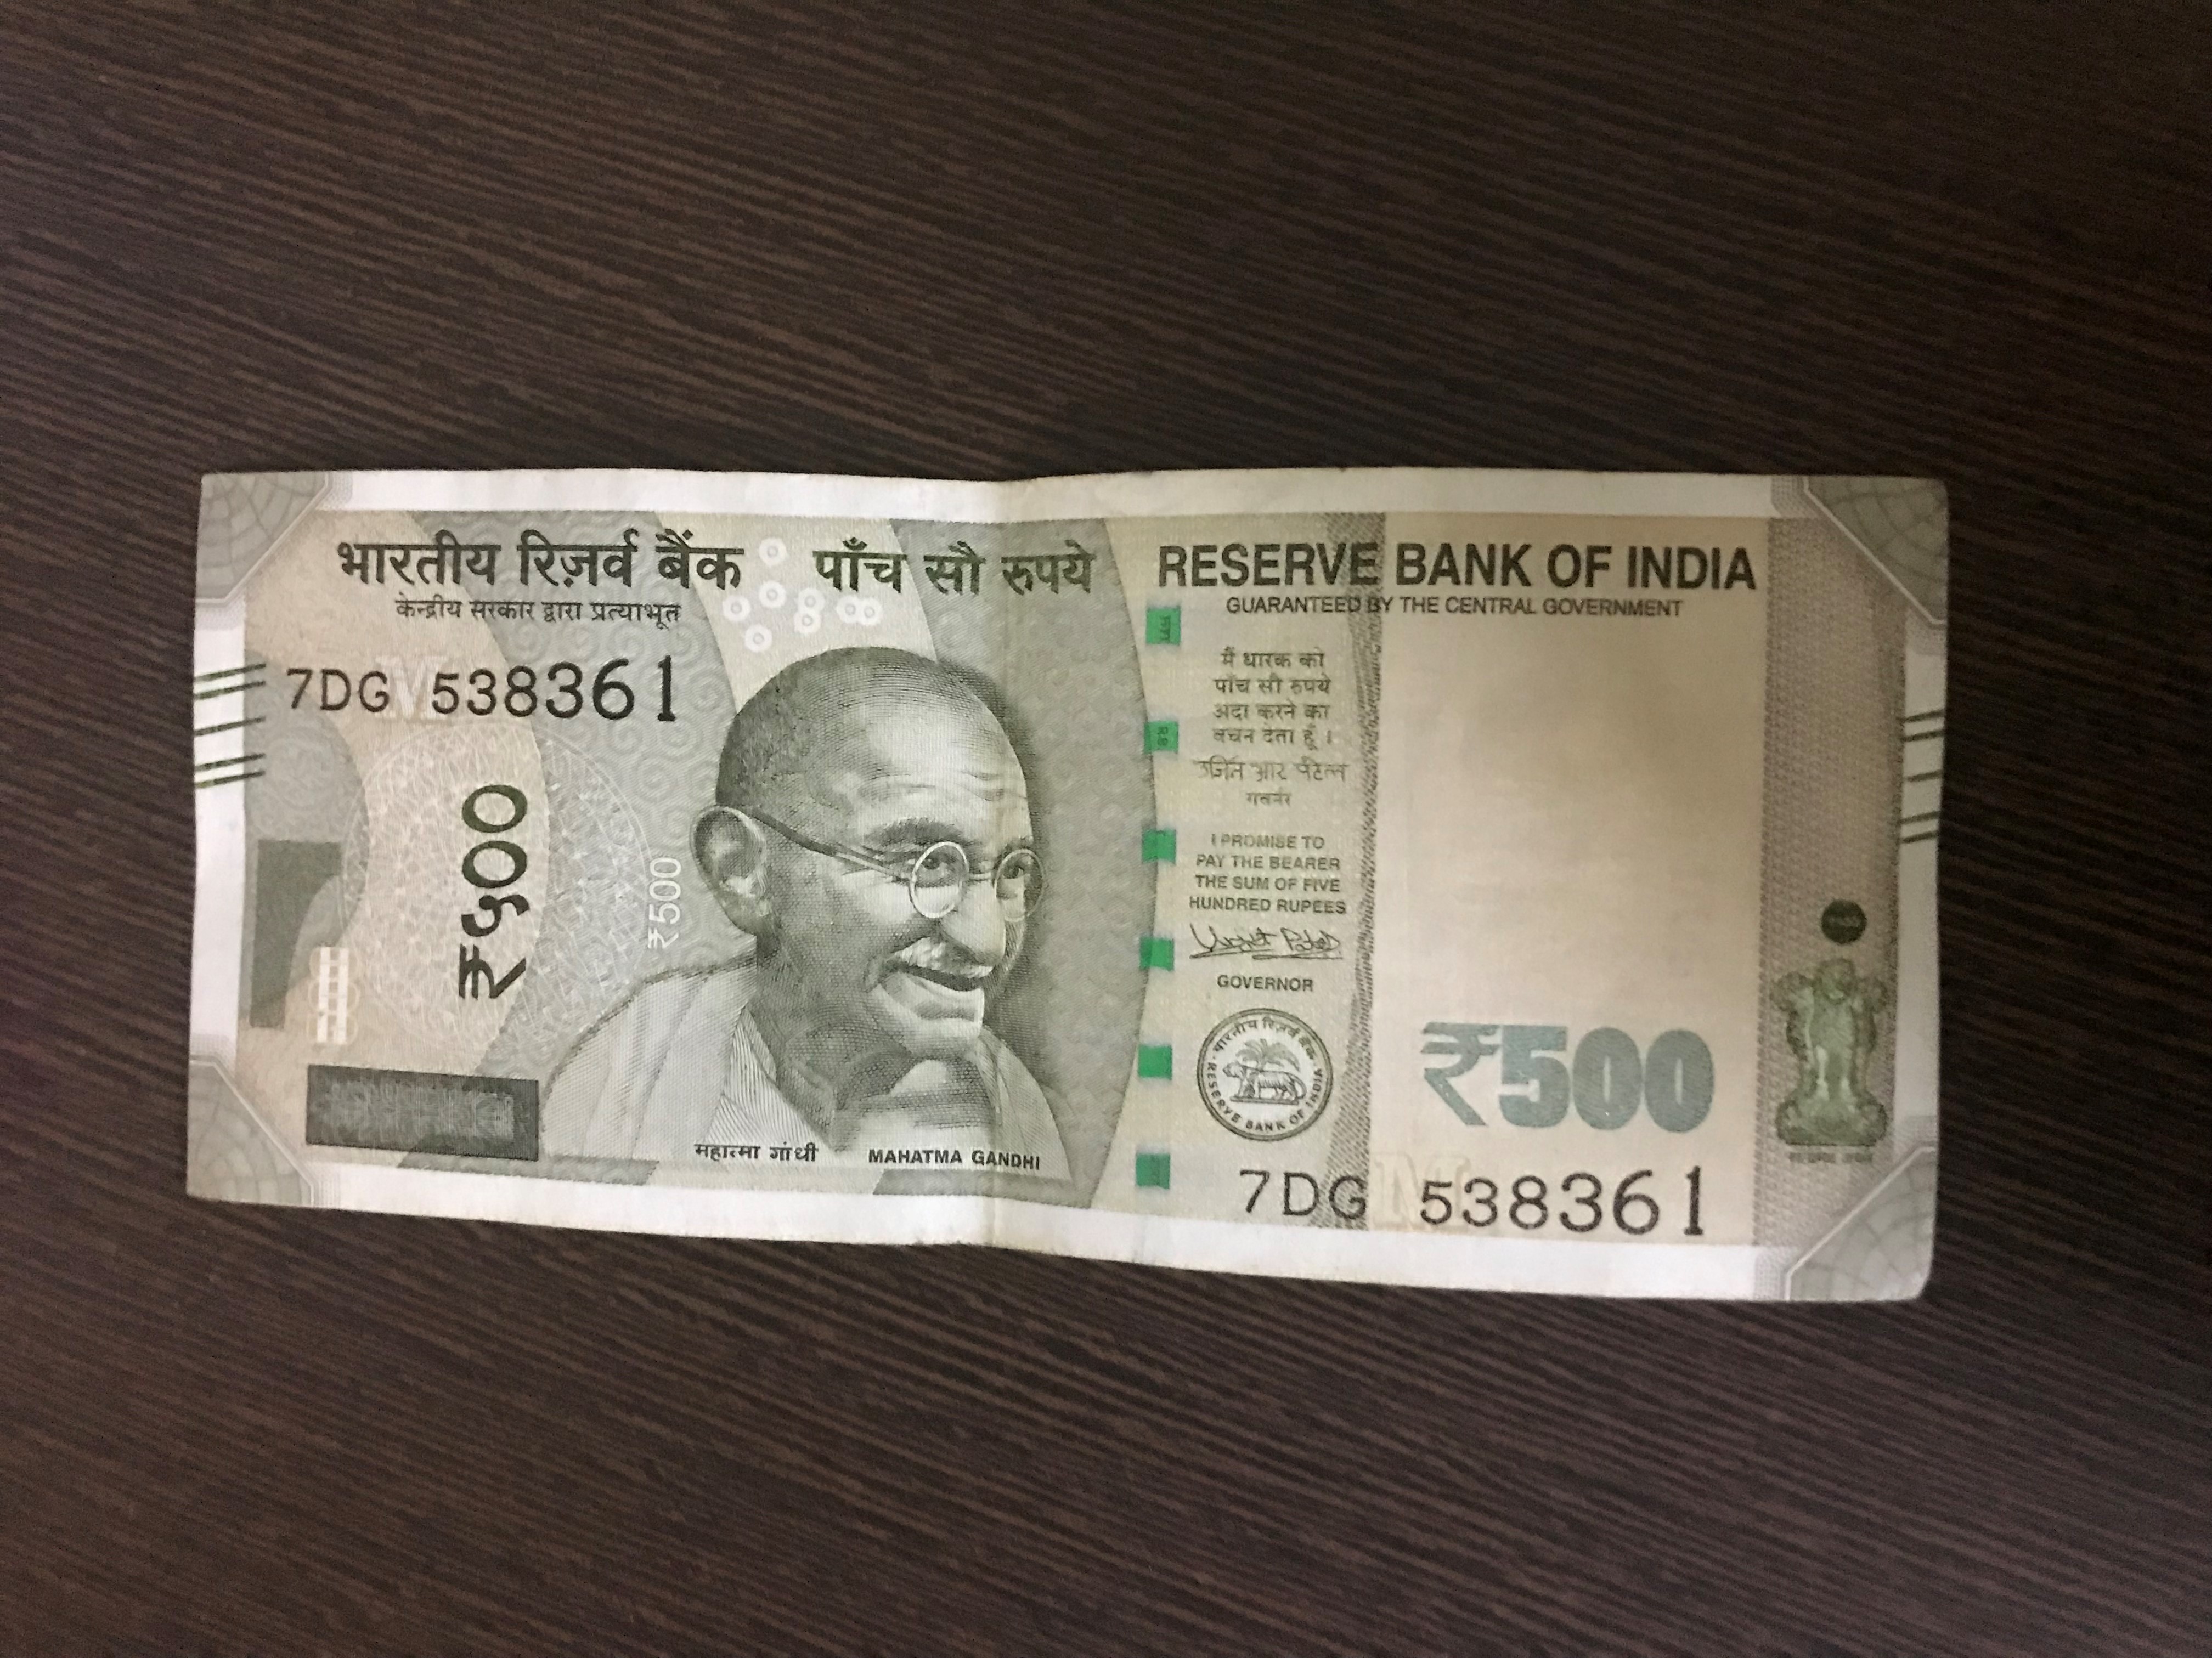 भारतीय रिज़र्व बैंक
केन्द्रीय सरकार द्वारा प्रत्याभूत
पाँच सौ रुपये
RESERVE BANK OF INDIA
GUARANTEED BY THE CENTRAL GOVERNMENT
7DG 538361
₹५००
₹500
महात्मा गांधी
MAHATMA GANDHI
मैं धारक को
पाँच सौ रुपये
अदा करने का
वचन देता हूँ ।
उर्जित आर पटेल
गवर्नर
I PROMISE TO
PAY THE BEARER
THE SUM OF FIVE
HUNDRED RUPEES
GOVERNOR
भारतीय रिज़र्व बैंक
RESERVE BANK OF INDIA
₹500
7DG 538361